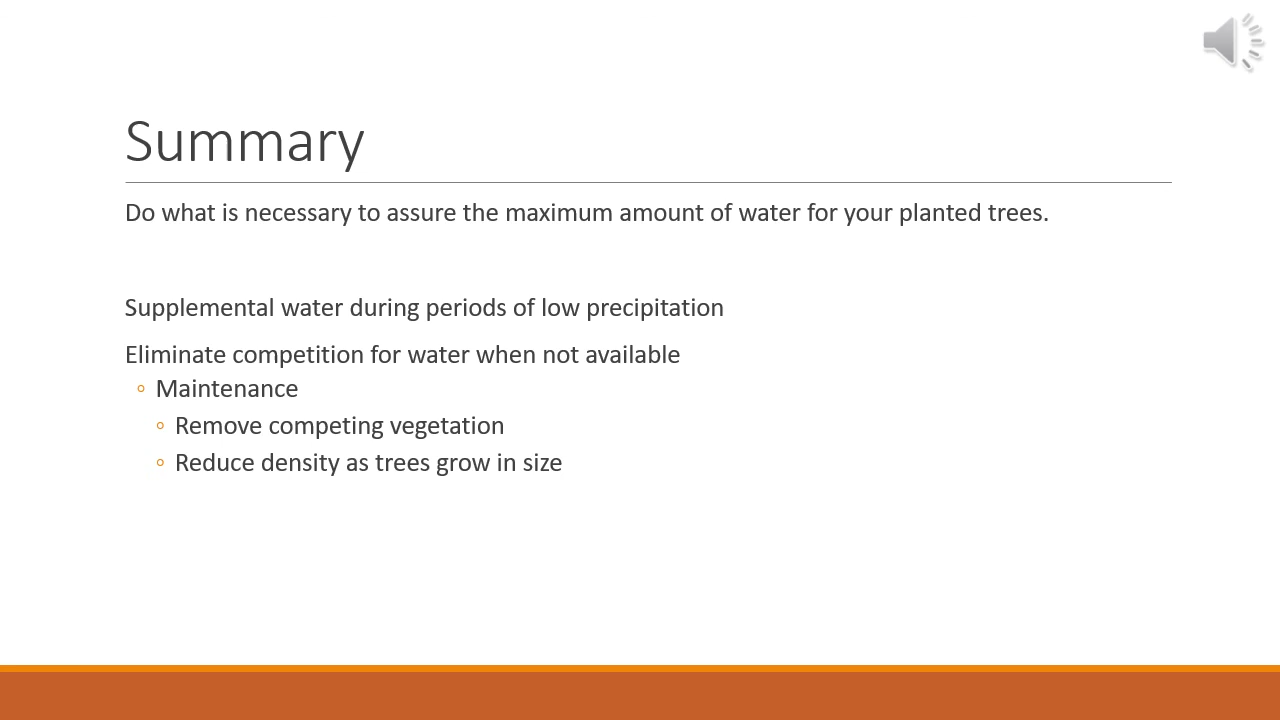 Summary
Do what is necessary to assure the maximum amount of water for your planted trees.
Supplemental water during periods of low precipitation
Eliminate competition for water when not available
◦ Maintenance
◦ Remove competing vegetation
◦ Reduce density as trees grow in size